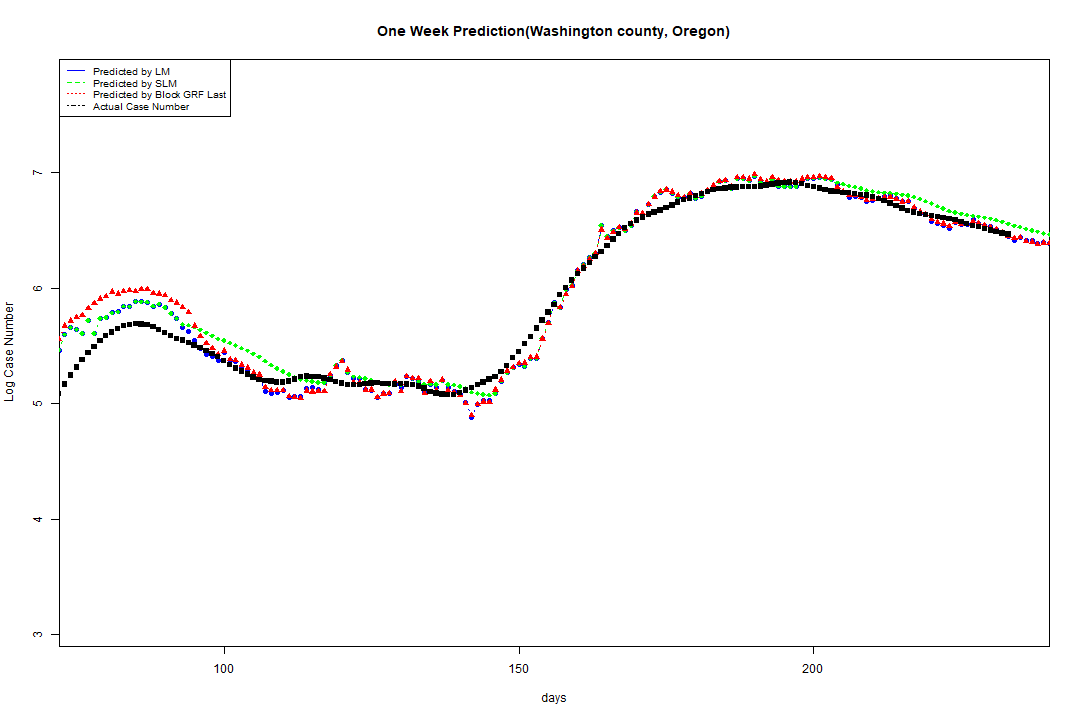 One Week Prediction(Washington county, Oregon)
Predicted by LM
Predicted by SLM
Predicted by Block GRF Last
Actual Case Number
7
6
5
4
3
Log Case Number
100 150 200
days